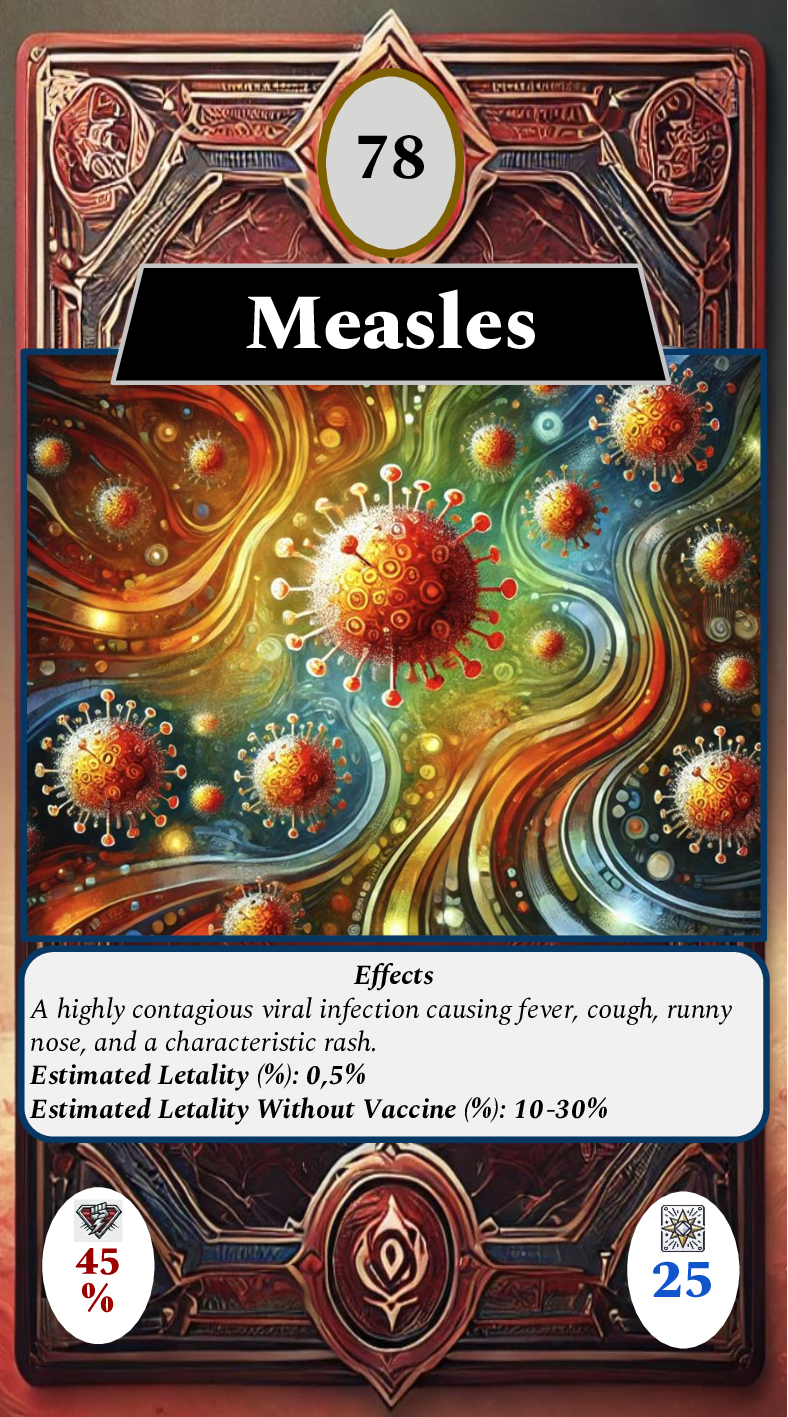 78
Measles
Effects
A highly contagious viral infection causing fever, cough, runny
nose, and a characteristic rash.
Estimated Letality (%): 0,5%
Estimated Letality Without Vaccine (%): 10-30%
45
%
25